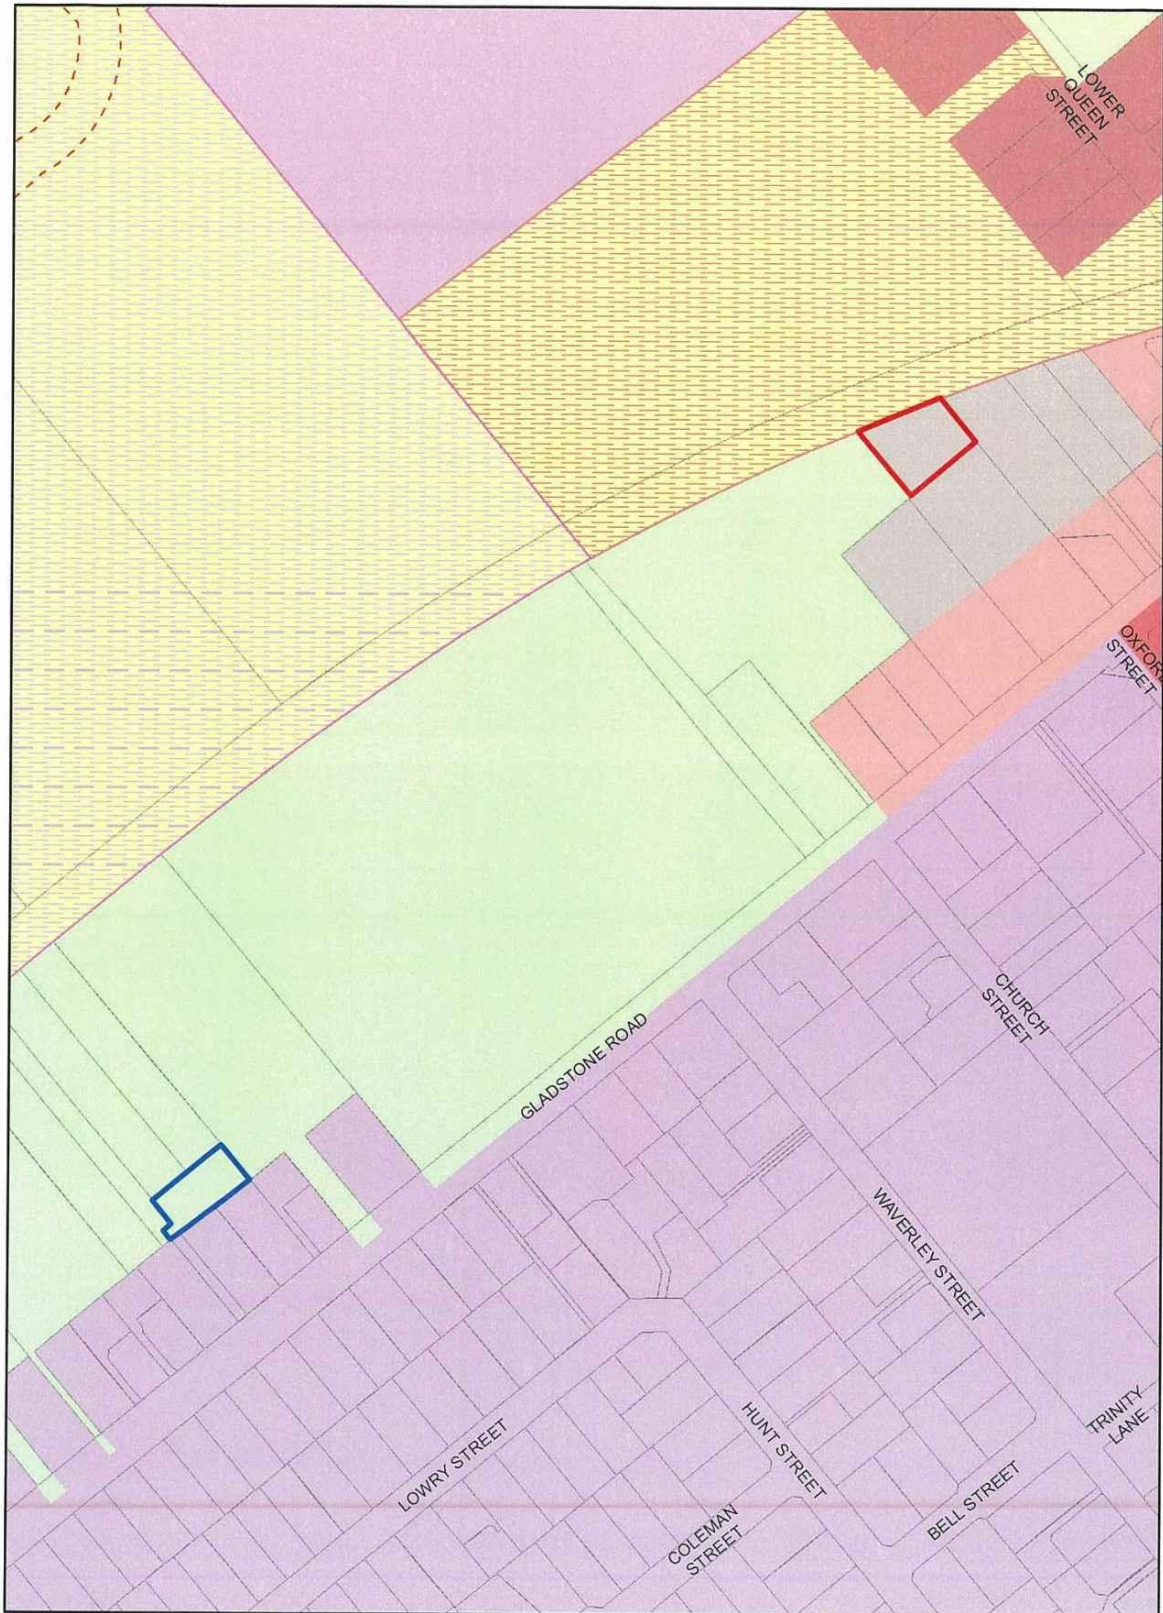 LOWER
QUEEN
STREET
OXFOR
STREET
CHURCH
STREET
GLADSTONE ROAD
WAVERLEY STREET
TRINITY
LANE
HUNT STREET
LOWRY STREET
BELL STREET
COLEMAN
STREET